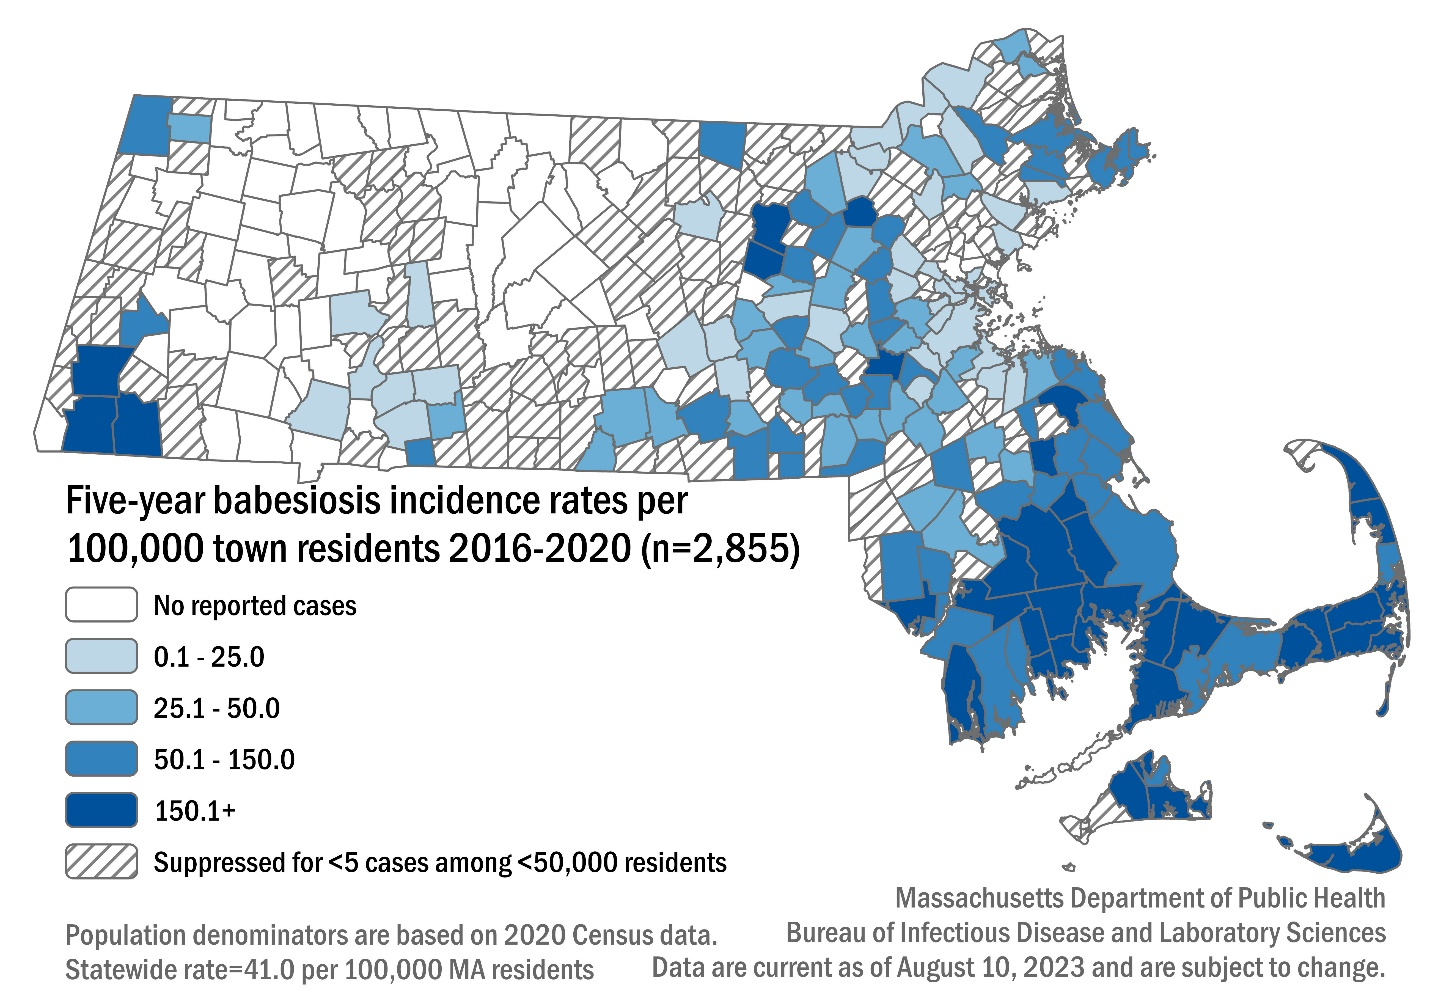 Five-year babesiosis incidence rates per
100,000 town residents 2016-2020 (n=2,855)
No reported cases
0.1 - 25.0
25.1 - 50.0
50.1 - 150.0
150.1+
Suppressed for <5 cases among <50,000 residents
Population denominators are based on 2020 Census data.
Statewide rate=41.0 per 100,000 MA residents
Massachusetts Department of Public Health
Bureau of Infectious Disease and Laboratory Sciences
Data are current as of August 10, 2023 and are subject to change.